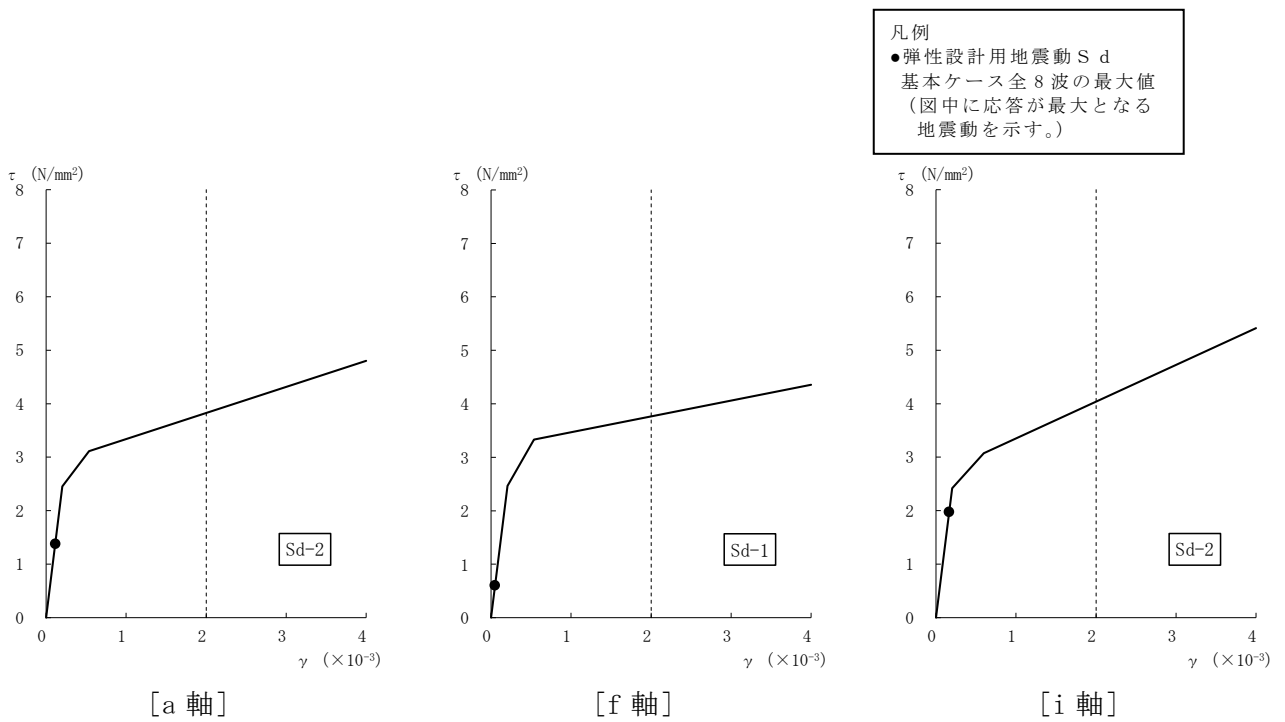 凡例
●弾性設計用地震動Ｓｄ
基本ケース全８波の最大値
（図中に応答が最大となる
地震動を示す。）
τ (N/mm²)
8
7
6
5
4
3
2
1
0
0 1 2 3 4
γ (×10⁻³)
Sd-2
[a 軸]
τ (N/mm²)
8
7
6
5
4
3
2
1
0
0 1 2 3 4
γ (×10⁻³)
Sd-1
[f 軸]
τ (N/mm²)
8
7
6
5
4
3
2
1
0
0 1 2 3 4
γ (×10⁻³)
Sd-2
[i 軸]